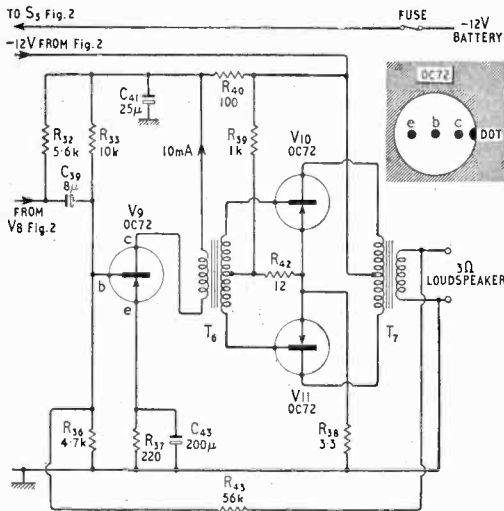 TO S5 Fig.2
FUSE
-12V
BATTERY
-12V FROM Fig.2
C41
25μ
R40
100
OC72
e b c
DOT
R32
5·6k
R33
10k
R39
1k
V10
OC72
10mA
C39
8μ
FROM
V8 Fig.2
V9
OC72
c
b
e
R42
12
3Ω
LOUDSPEAKER
T6
T7
V11
OC72
R36
4·7k
R37
220
C43
200μ
R38
3·3
R43
56k